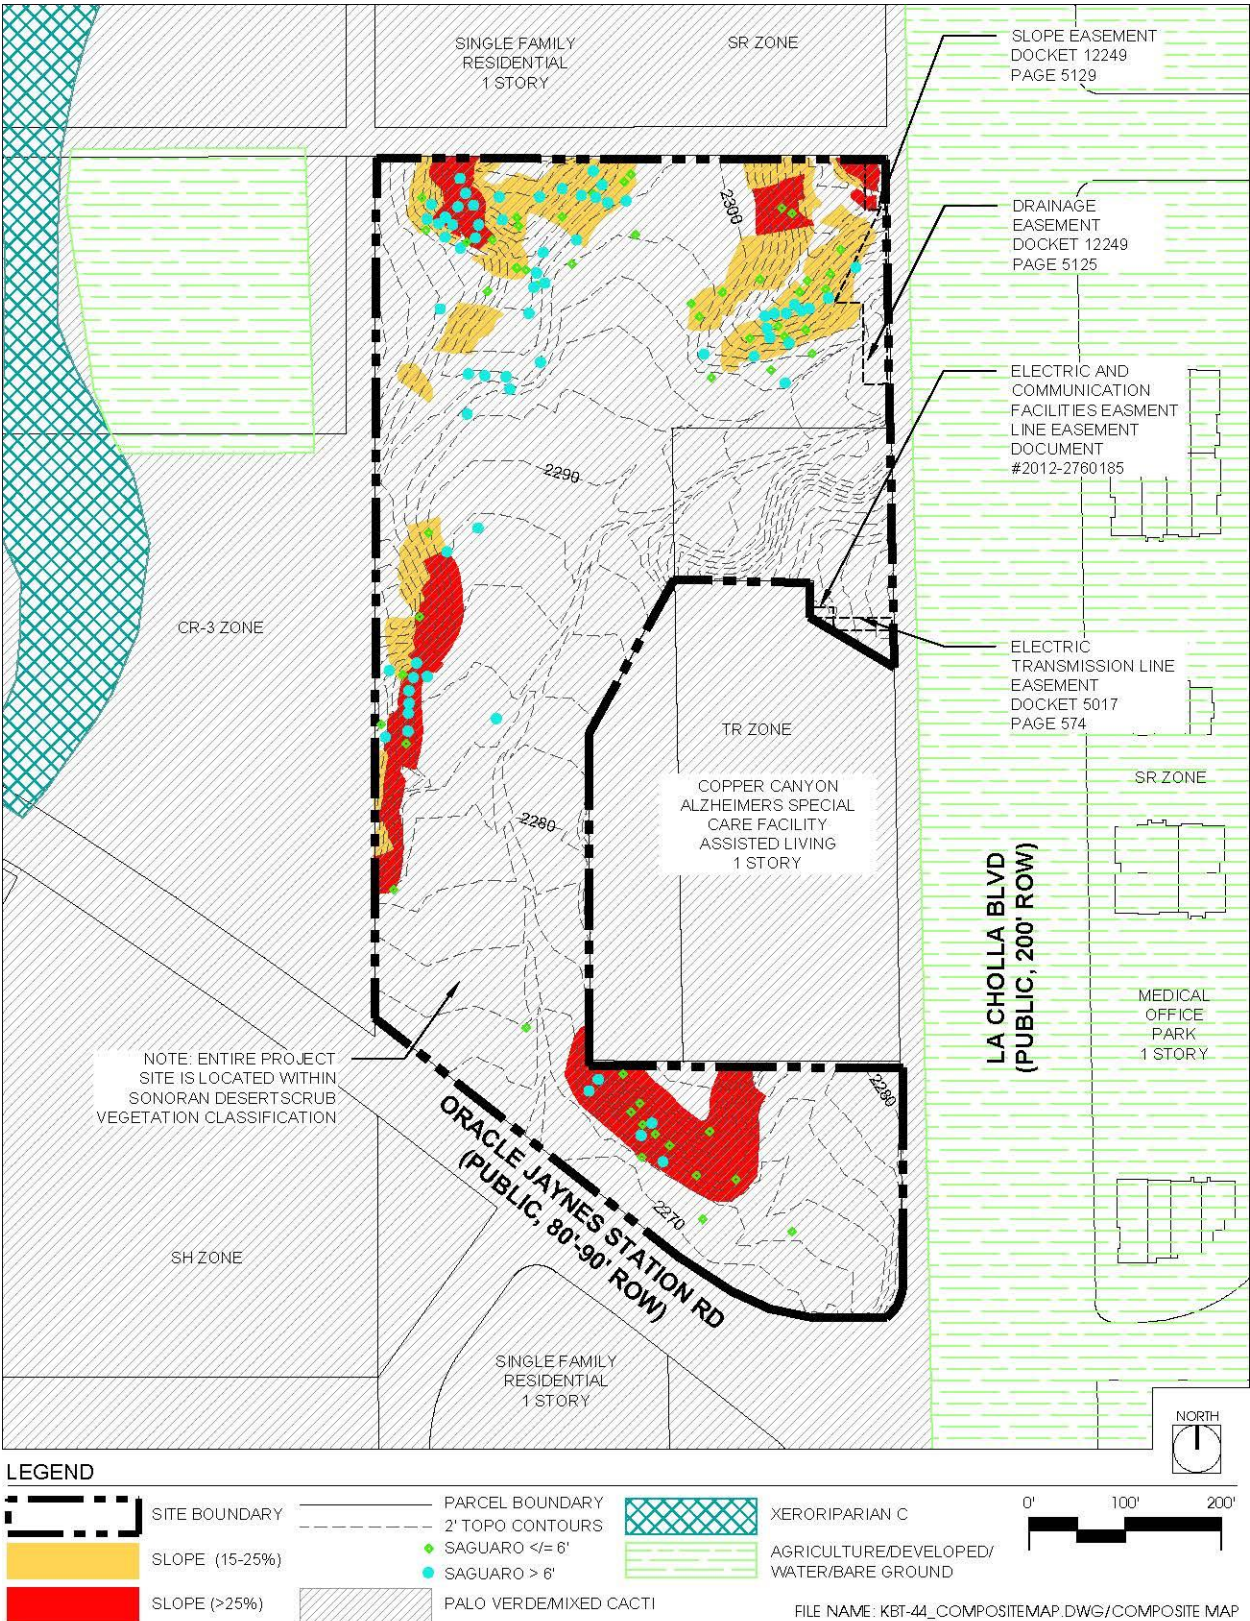 SINGLE FAMILY
RESIDENTIAL
1 STORY
SR ZONE
SLOPE EASEMENT
DOCKET 12249
PAGE 5129
2300
DRAINAGE
EASEMENT
DOCKET 12249
PAGE 5125
ELECTRIC AND
COMMUNICATION
FACILITIES EASMENT
LINE EASEMENT
DOCUMENT
#2012-2760185
2290
CR-3 ZONE
ELECTRIC
TRANSMISSION LINE
EASEMENT
DOCKET 5017
PAGE 574
TR ZONE
SR ZONE
COPPER CANYON
ALZHEIMERS SPECIAL
CARE FACILITY
ASSISTED LIVING
1 STORY
2280
LA CHOLLA BLVD
(PUBLIC, 200' ROW)
MEDICAL
OFFICE
PARK
1 STORY
NOTE: ENTIRE PROJECT
SITE IS LOCATED WITHIN
SONORAN DESERTSCRUB
VEGETATION CLASSIFICATION
2280
ORACLE JAYNES STATION RD
(PUBLIC, 80'-90' ROW)
2270
SH ZONE
SINGLE FAMILY
RESIDENTIAL
1 STORY
NORTH
LEGEND
SITE BOUNDARY
SLOPE (15-25%)
SLOPE (>25%)
PARCEL BOUNDARY
2' TOPO CONTOURS
SAGUARO </= 6'
SAGUARO > 6'
PALO VERDE/MIXED CACTI
XERORIPARIAN C
AGRICULTURE/DEVELOPED/
WATER/BARE GROUND
0' 100' 200'
FILE NAME: KBT-44_COMPOSITEMAP.DWG/COMPOSITE MAP